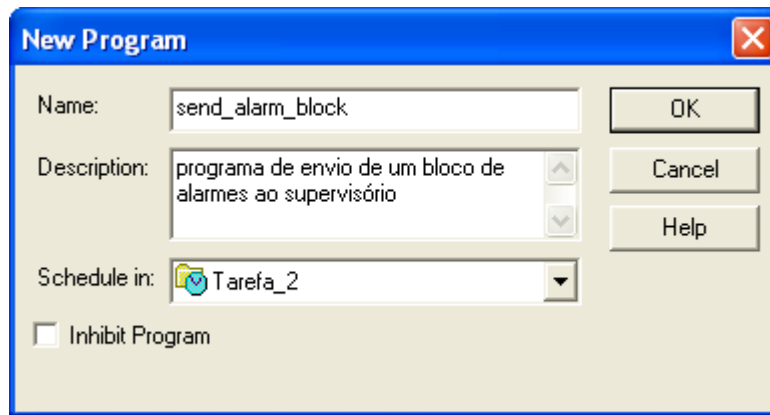 New Program
Name:
send_alarm_block
OK
Description:
programa de envio de um bloco de
alarmes ao supervisório
Cancel
Help
Schedule in:
Tarefa_2
Inhibit Program